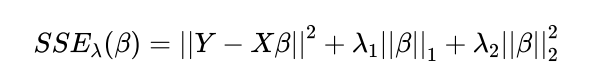 SSE_λ(β) = ||Y − Xβ||² + λ₁||β||₁ + λ₂||β||₂²